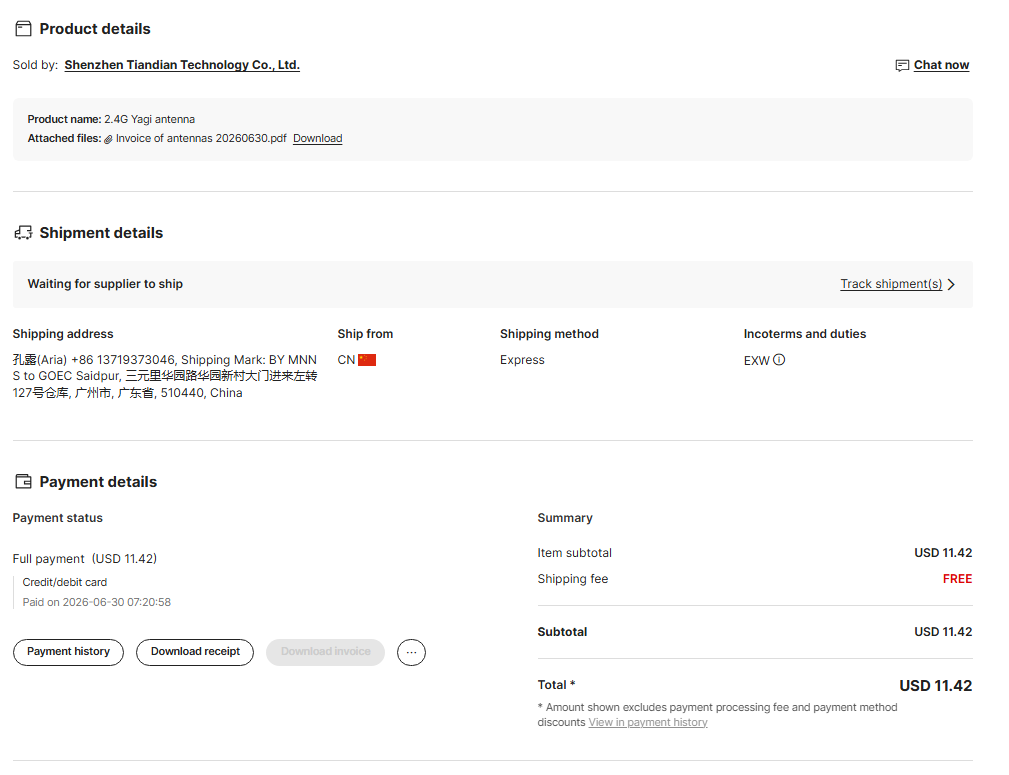 Product details
Sold by: Shenzhen Tiandian Technology Co., Ltd.
Chat now
Product name: 2.4G Yagi antenna
Attached files: Invoice of antennas 20260630.pdf Download
Shipment details
Waiting for supplier to ship
Track shipment(s)
Shipping address
孔露(Aria) +86 13719373046, Shipping Mark: BY MNN
S to GOEC Saidpur, 三元里华园路华园新村大门进来左转
127号仓库, 广州市, 广东省, 510440, China
Ship from
CN
Shipping method
Express
Incoterms and duties
EXW
Payment details
Payment status
Full payment (USD 11.42)
Credit/debit card
Paid on 2026-06-30 07:20:58
Payment history
Download receipt
Download invoice
...
Summary
Item subtotal USD 11.42
Shipping fee FREE
Subtotal USD 11.42
Total * USD 11.42
* Amount shown excludes payment processing fee and payment method
discounts View in payment history